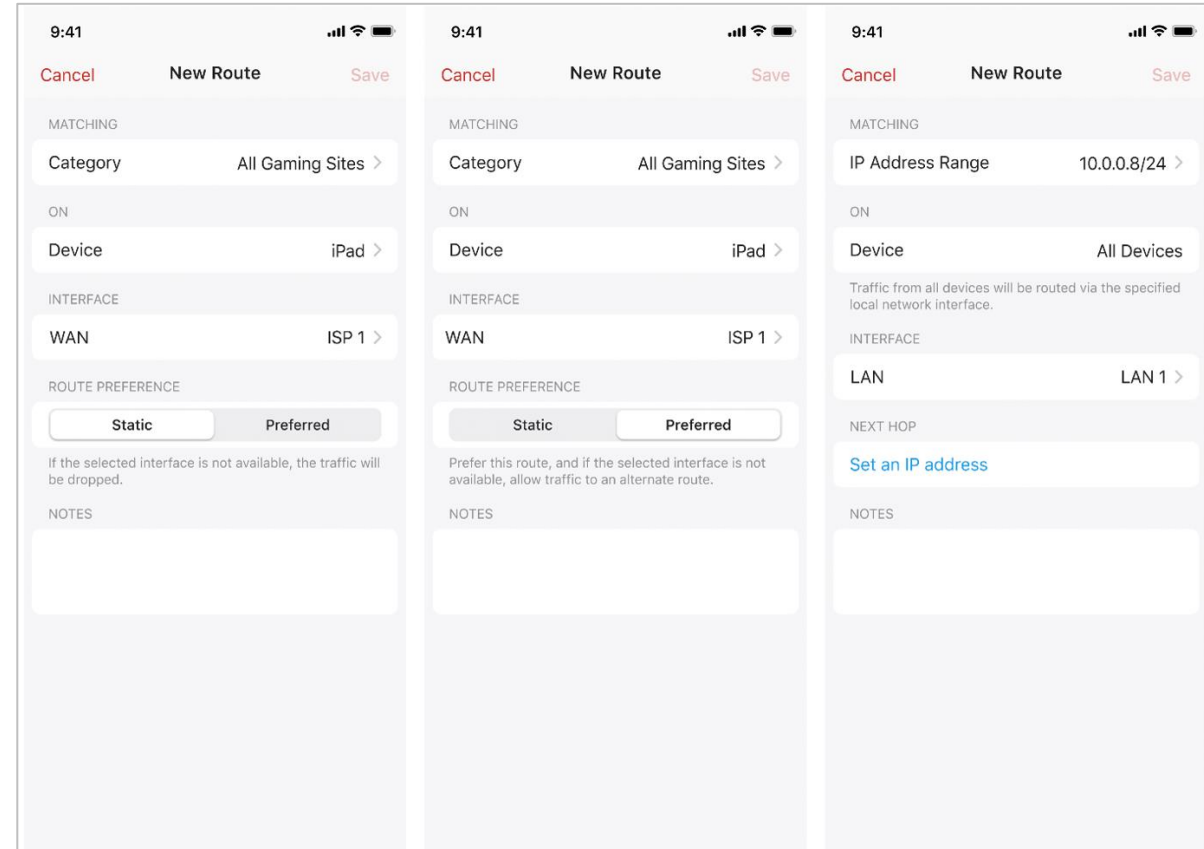 9:41
Cancel New Route Save
MATCHING
Category All Gaming Sites
ON
Device iPad
INTERFACE
WAN ISP 1
ROUTE PREFERENCE
Static Preferred
If the selected interface is not available, the traffic will
be dropped.
NOTES
9:41
Cancel New Route Save
MATCHING
Category All Gaming Sites
ON
Device iPad
INTERFACE
WAN ISP 1
ROUTE PREFERENCE
Static Preferred
Prefer this route, and if the selected interface is not
available, allow traffic to an alternate route.
NOTES
9:41
Cancel New Route Save
MATCHING
IP Address Range 10.0.0.8/24
ON
Device All Devices
Traffic from all devices will be routed via the specified
local network interface.
INTERFACE
LAN LAN 1
NEXT HOP
Set an IP address
NOTES